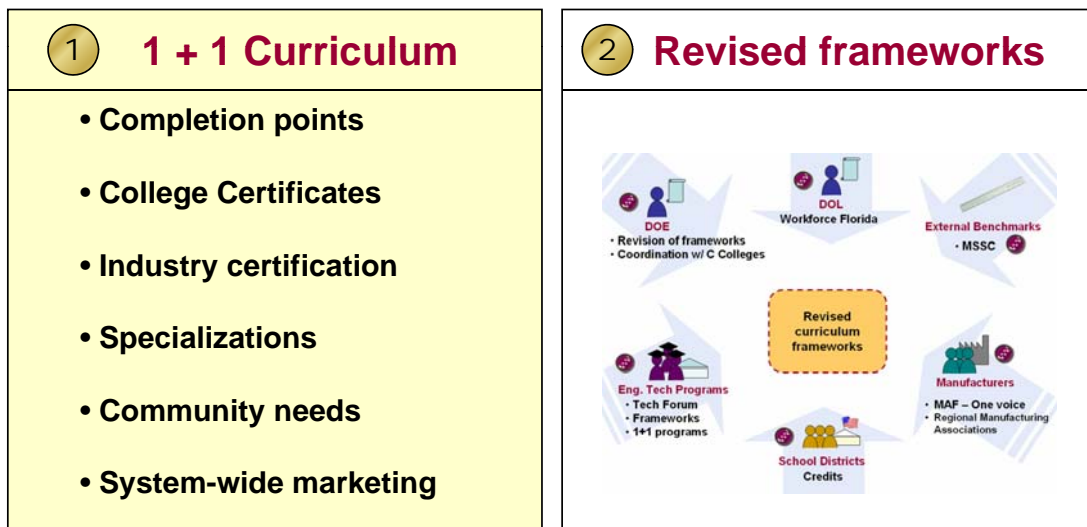 1
1 + 1 Curriculum
• Completion points
• College Certificates
• Industry certification
• Specializations
• Community needs
• System-wide marketing
2
Revised frameworks
DOE
• Revision of frameworks
• Coordination w/ C Colleges
DOL
Workforce Florida
External Benchmarks
• MSSC
Revised
curriculum
frameworks
Eng. Tech Programs
• Tech Forum
• Frameworks
• 1+1 programs
School Districts
Credits
Manufacturers
• MAF – One voice
• Regional Manufacturing
Associations